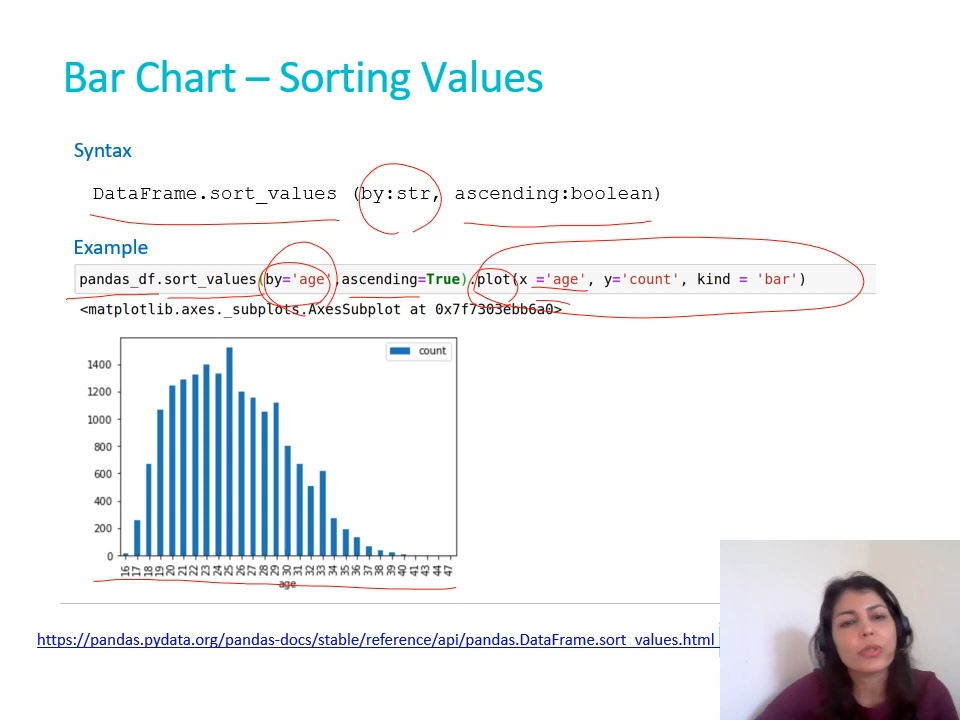 Bar Chart – Sorting Values
Syntax
DataFrame.sort_values (by:str, ascending:boolean)
Example
pandas_df.sort_values(by='age',ascending=True).plot(x ='age', y='count', kind = 'bar')
<matplotlib.axes._subplots.AxesSubplot at 0x7f7303ebb6a0>
count
1400
1200
1000
800
600
400
200
0
16 17 18 19 20 21 22 23 24 25 26 27 28 29 30 31 32 33 34 35 36 37 38 39 40 41 43 44 47
age
https://pandas.pydata.org/pandas-docs/stable/reference/api/pandas.DataFrame.sort_values.html